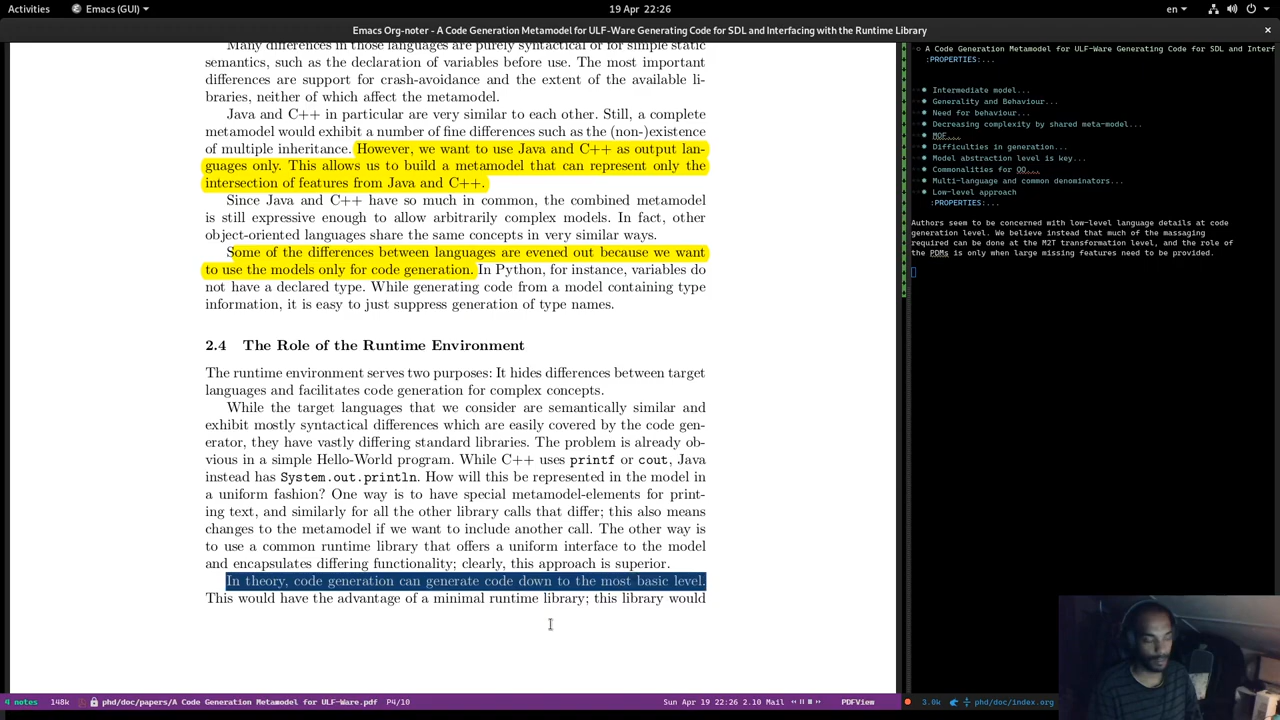 Activities Emacs (GUI) 19 Apr 22:26 en
Emacs Org-noter - A Code Generation Metamodel for ULF-Ware Generating Code for SDL and Interfacing with the Runtime Library
Many differences in those languages are purely syntactical or for simple static
semantics, such as the declaration of variables before use. The most important
differences are support for crash-avoidance and the extent of the available li-
braries, neither of which affect the metamodel.
Java and C++ in particular are very similar to each other. Still, a complete
metamodel would exhibit a number of fine differences such as the (non-)existence
of multiple inheritance. However, we want to use Java and C++ as output lan-
guages only. This allows us to build a metamodel that can represent only the
intersection of features from Java and C++.
Since Java and C++ have so much in common, the combined metamodel
is still expressive enough to allow arbitrarily complex models. In fact, other
object-oriented languages share the same concepts in very similar ways.
Some of the differences between languages are evened out because we want
to use the models only for code generation. In Python, for instance, variables do
not have a declared type. While generating code from a model containing type
information, it is easy to just suppress generation of type names.
2.4 The Role of the Runtime Environment
The runtime environment serves two purposes: It hides differences between target
languages and facilitates code generation for complex concepts.
While the target languages that we consider are semantically similar and
exhibit mostly syntactical differences which are easily covered by the code gen-
erator, they have vastly differing standard libraries. The problem is already ob-
vious in a simple Hello-World program. While C++ uses printf or cout, Java
instead has System.out.println. How will this be represented in the model in
a uniform fashion? One way is to have special metamodel-elements for print-
ing text, and similarly for all the other library calls that differ; this also means
changes to the metamodel if we want to include another call. The other way is
to use a common runtime library that offers a uniform interface to the model
and encapsulates differing functionality; clearly, this approach is superior.
In theory, code generation can generate code down to the most basic level.
This would have the advantage of a minimal runtime library; this library would
4 notes 148k phd/doc/papers/A Code Generation Metamodel for ULF-Ware.pdf P4/10 Sun Apr 19 22:26 2.10 Mail PDFView
A Code Generation Metamodel for ULF-Ware Generating Code for SDL and Interf
:PROPERTIES:...
Intermediate model...
Generality and Behaviour...
Need for behaviour...
Decreasing complexity by shared meta-model...
MOF...
Difficulties in generation...
Model abstraction level is key...
Commonalities for OO...
Multi-language and common denominators...
Low-level approach
:PROPERTIES:...
Authors seem to be concerned with low-level language details at code
generation level. We believe instead that much of the massaging
required can be done at the M2T transformation level, and the role of
the PDMs is only when large missing features need to be provided.
3.0k phd/doc/index.org